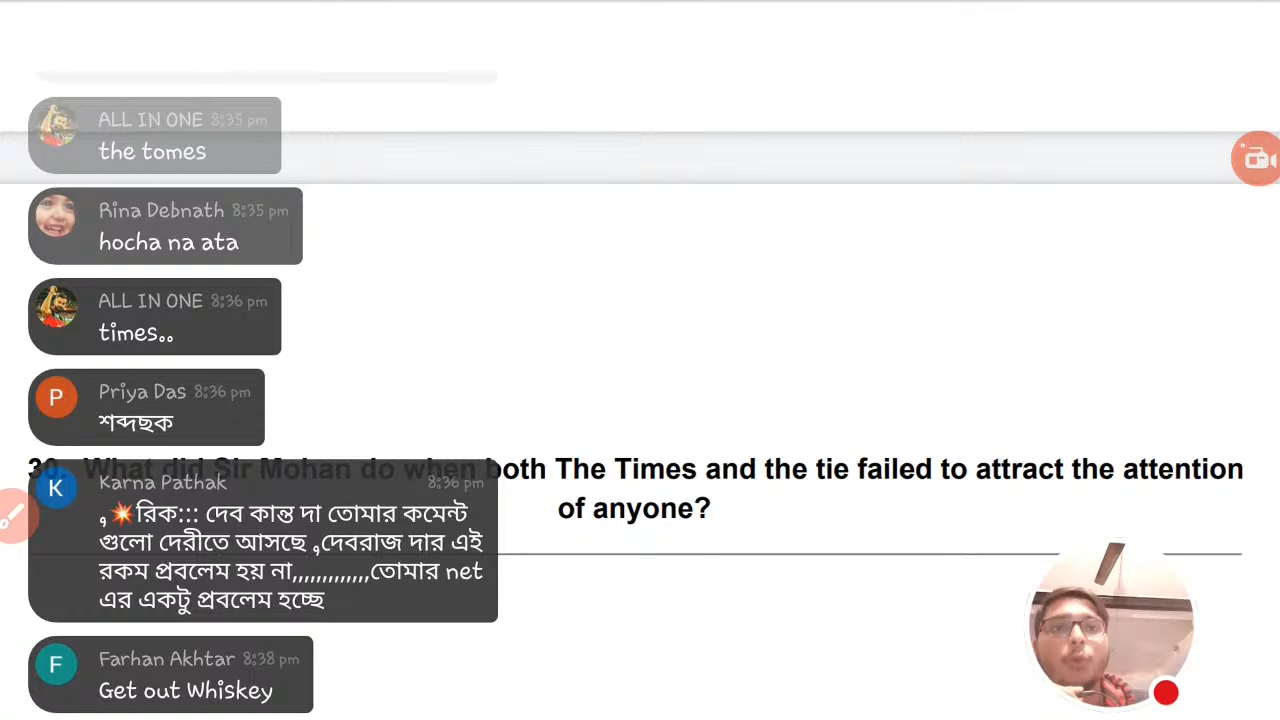 ALL IN ONE 8:35 pm
the tomes
Rina Debnath 8:35 pm
hocha na ata
ALL IN ONE 8:36 pm
times..
P
Priya Das 8:36 pm
শব্দছক
30. What did Sir Mohan do when both The Times and the tie failed to attract the attention
of anyone?
K
Karna Pathak 8:36 pm
,💥রিক::: দেব কান্ত দা তোমার কমেন্ট
গুলো দেরীতে আসছে ,দেবরাজ দার এই
রকম প্রবলেম হয় না,,,,,,,,,,,,,তোমার net
এর একটু প্রবলেম হচ্ছে
F
Farhan Akhtar 8:38 pm
Get out Whiskey